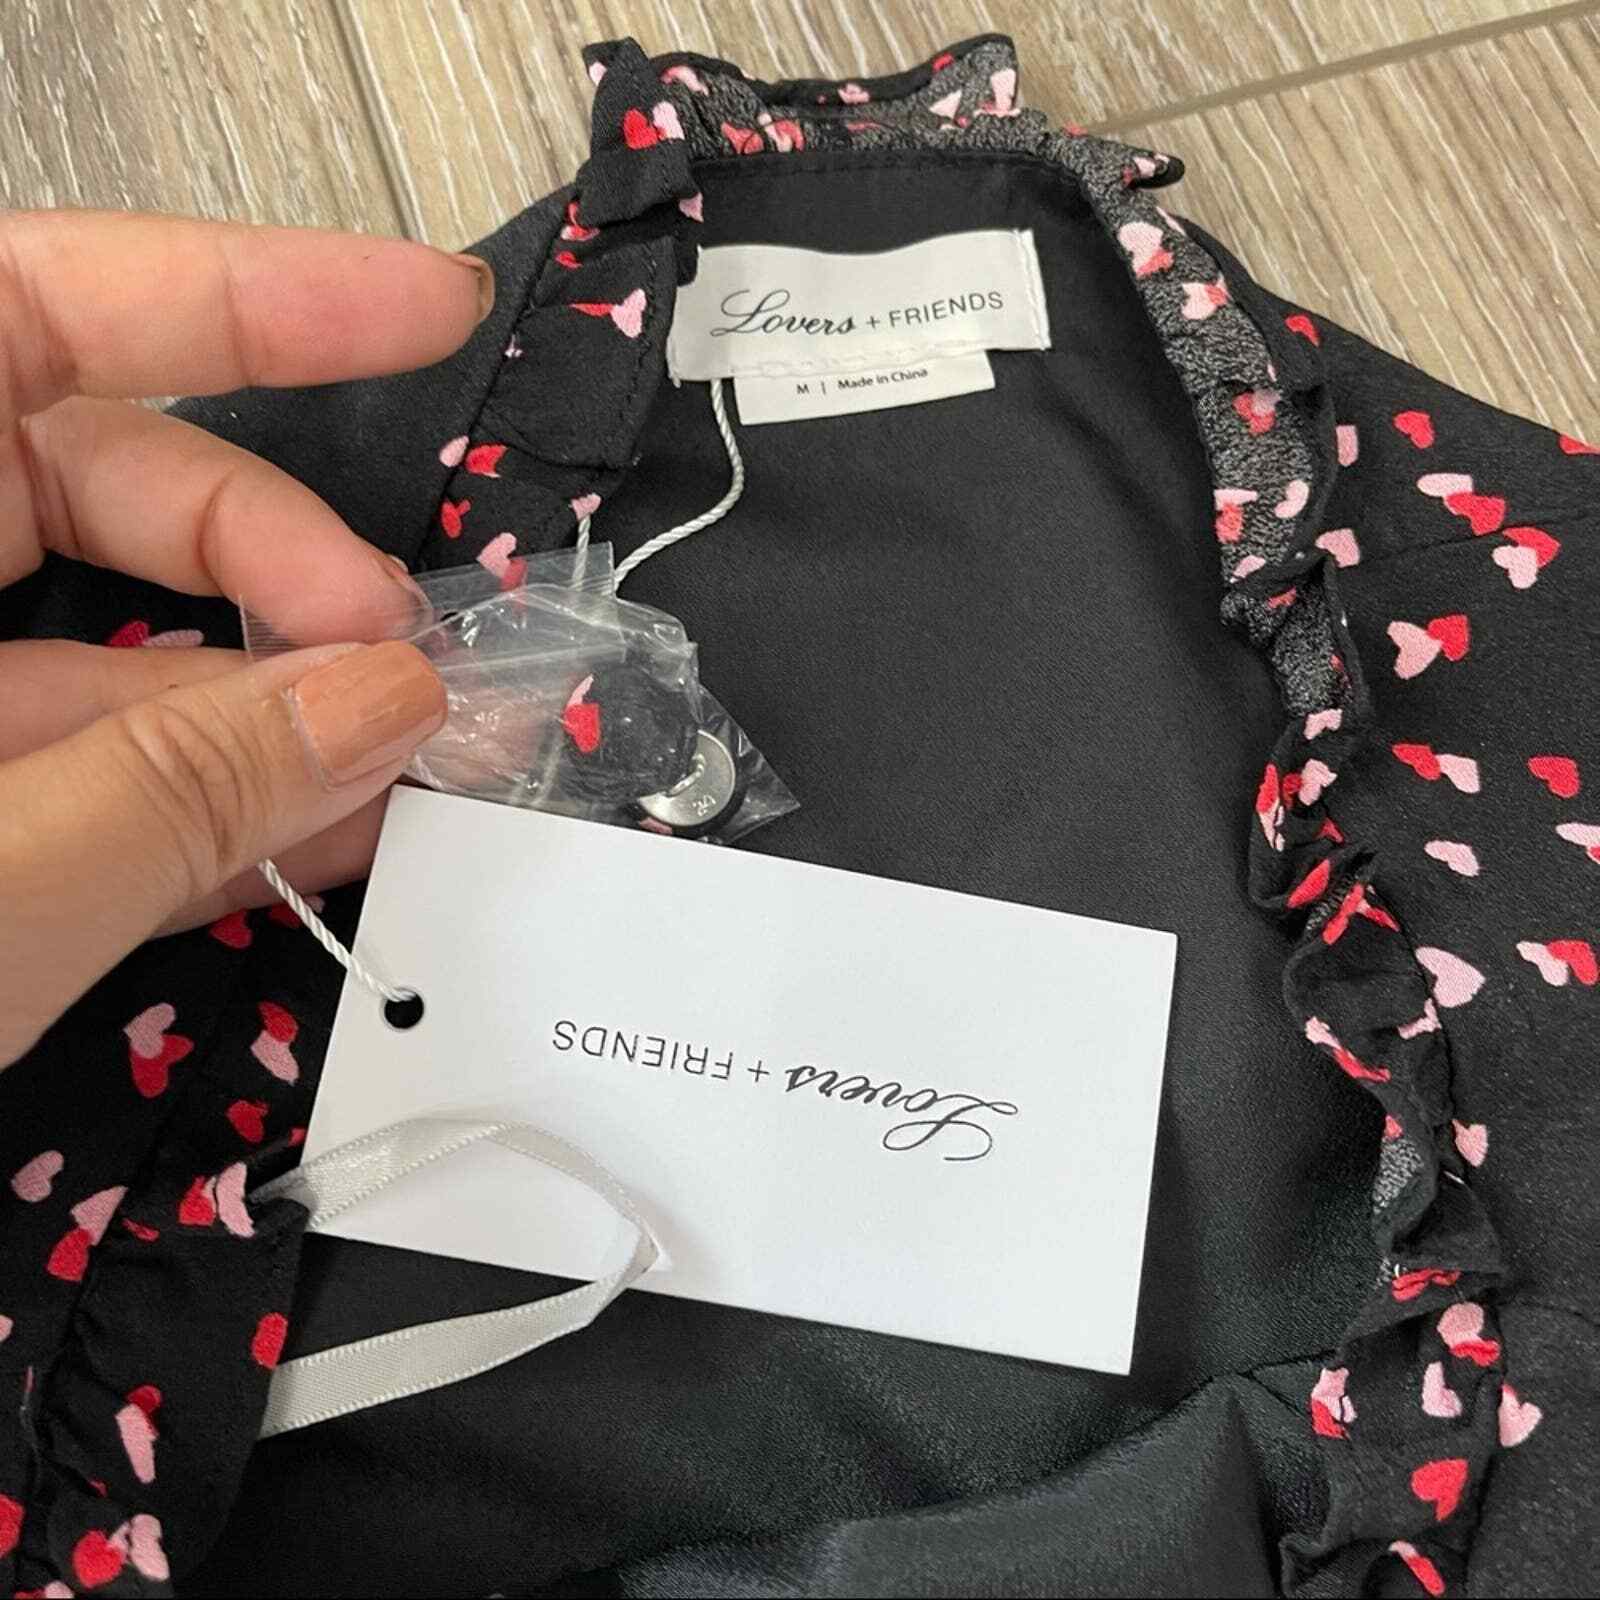 Lovers + FRIENDS
M | Made in China
Lovers + FRIENDS